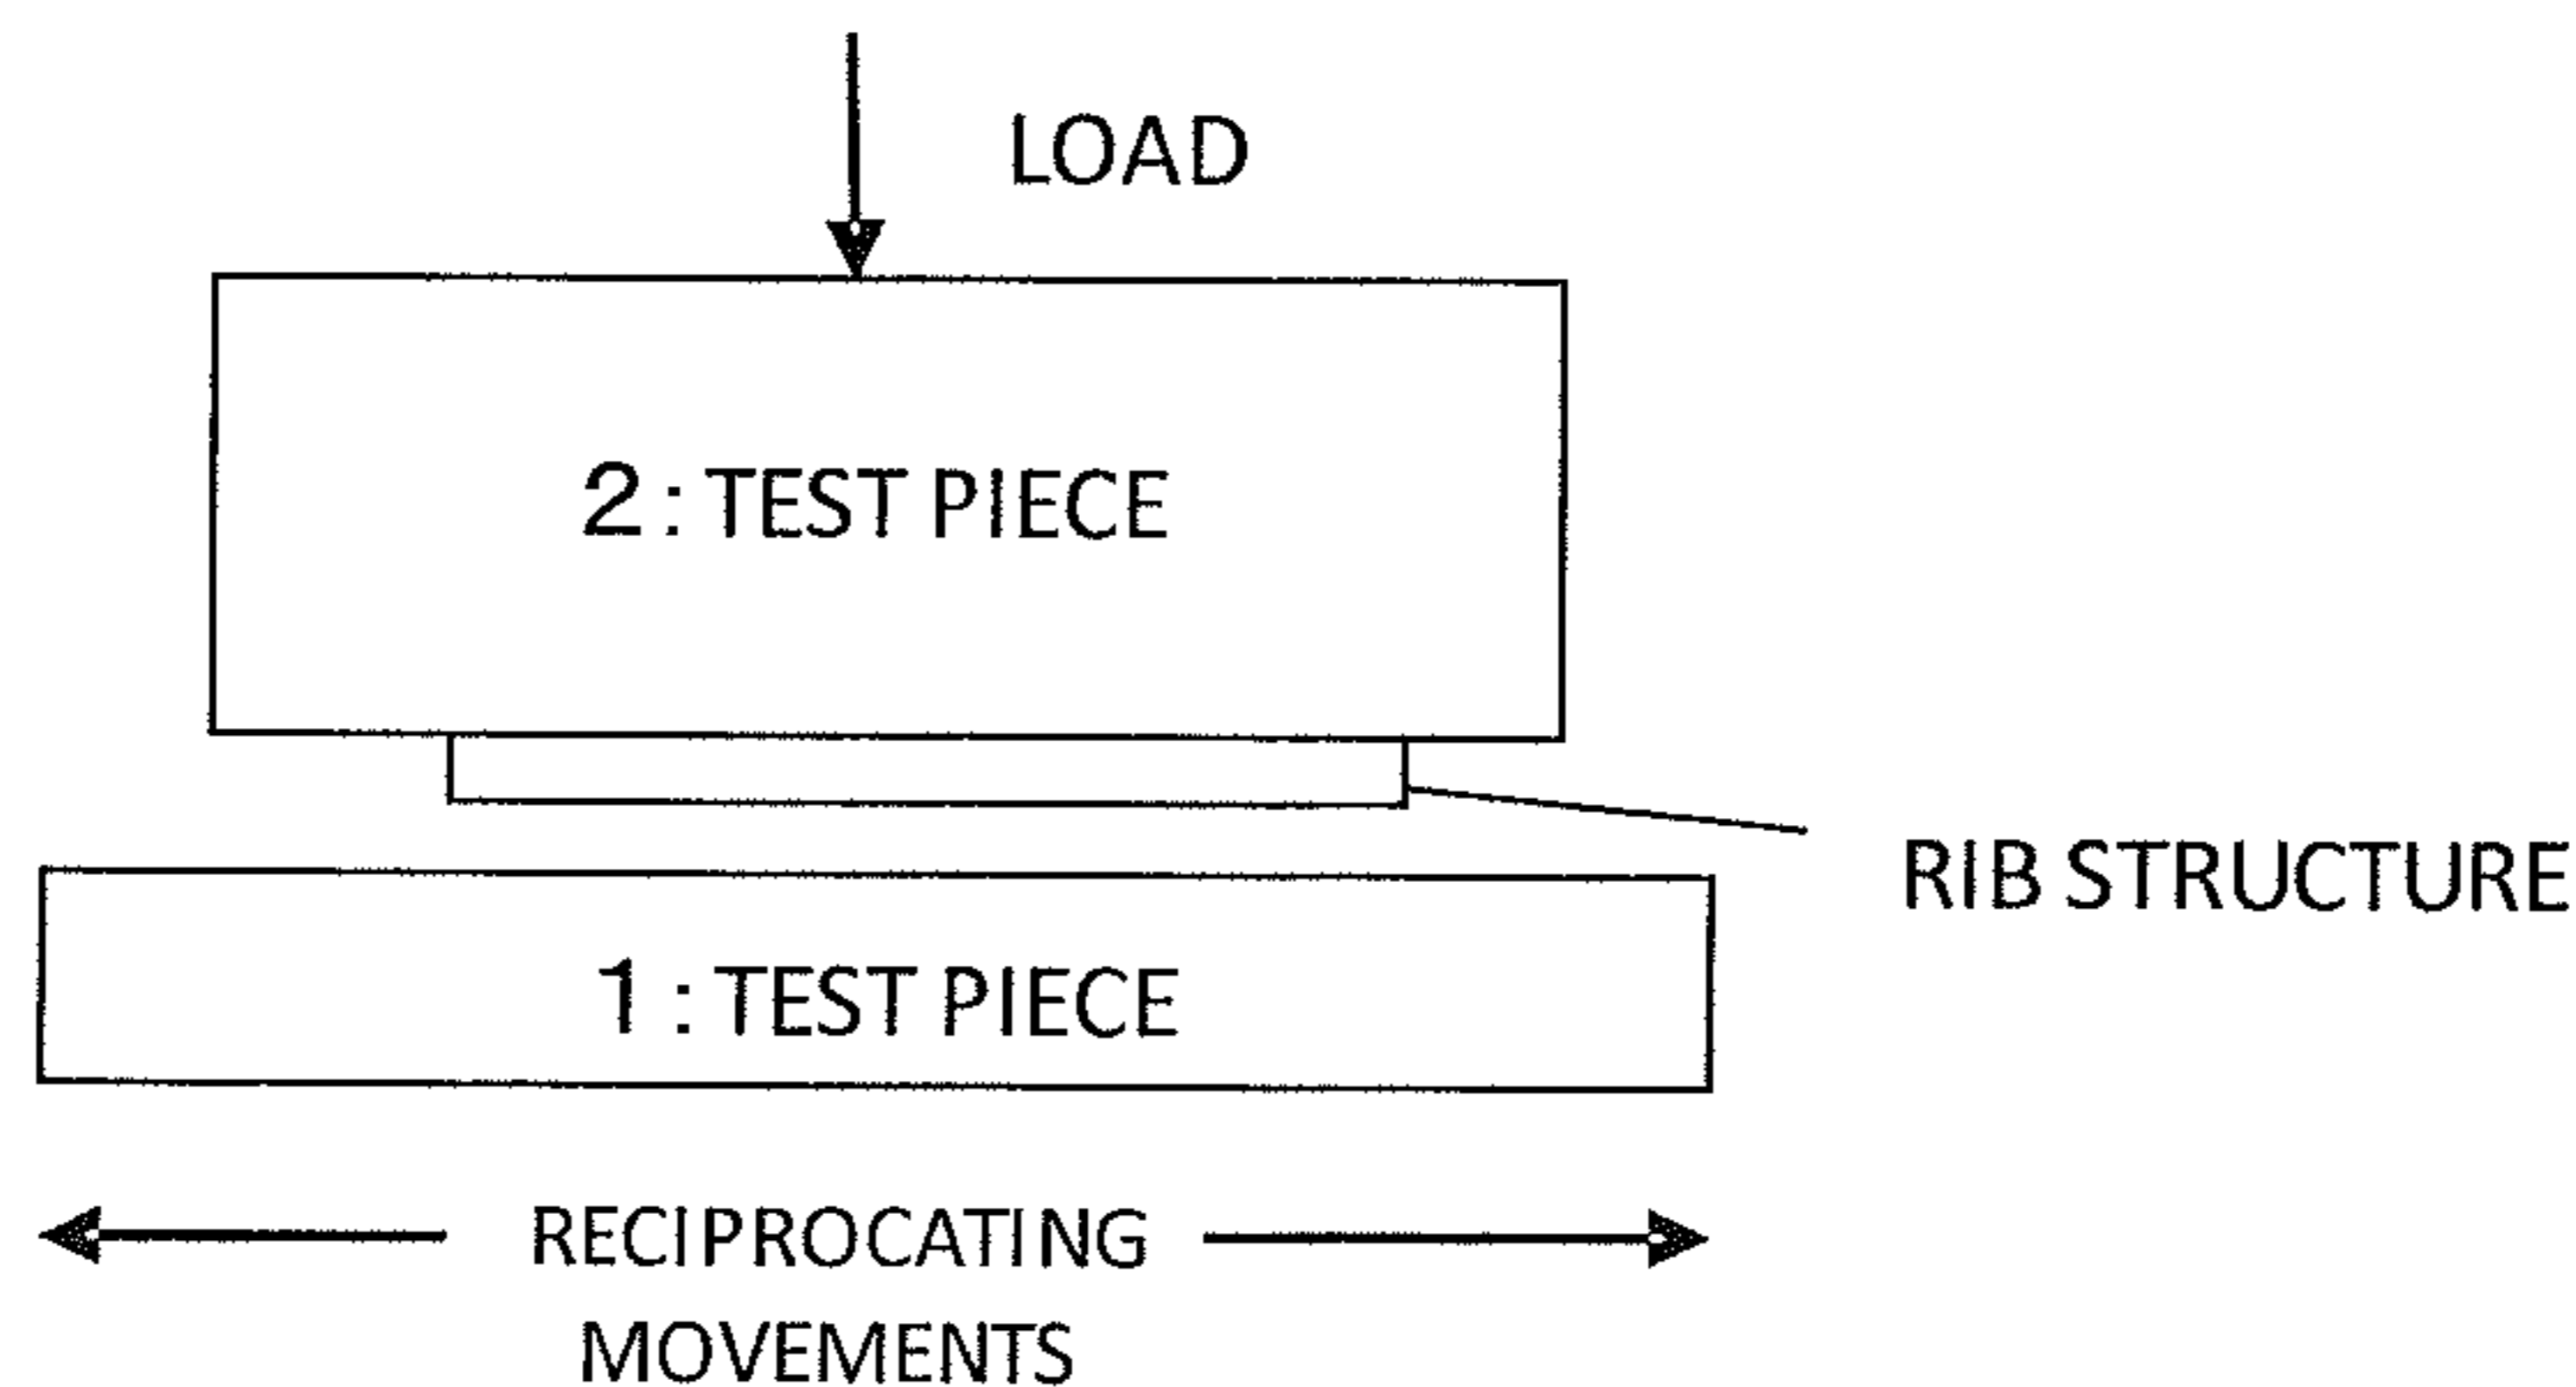 LOAD
2: TEST PIECE
RIB STRUCTURE
1: TEST PIECE
RECIPROCATING
MOVEMENTS